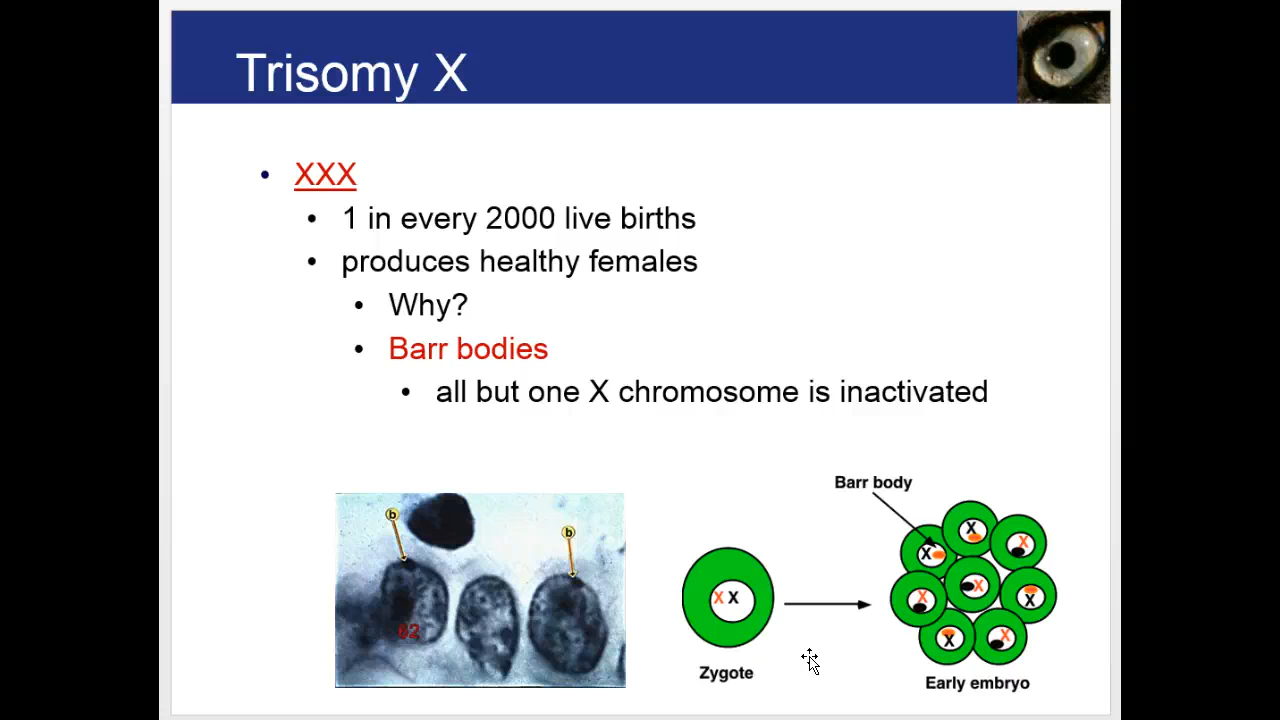 Trisomy X
• XXX
• 1 in every 2000 live births
• produces healthy females
• Why?
• Barr bodies
• all but one X chromosome is inactivated
b
b
62
Barr body
X X
Zygote
X
X
X
X
X
X
X
X
Early embryo